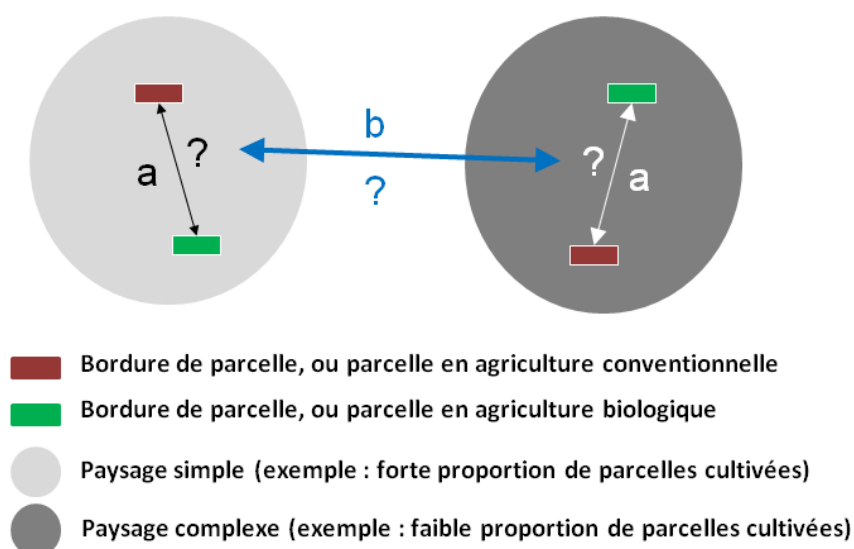 b
?
a
?
?
a
Bordure de parcelle, ou parcelle en agriculture conventionnelle
Bordure de parcelle, ou parcelle en agriculture biologique
Paysage simple (exemple : forte proportion de parcelles cultivées)
Paysage complexe (exemple : faible proportion de parcelles cultivées)